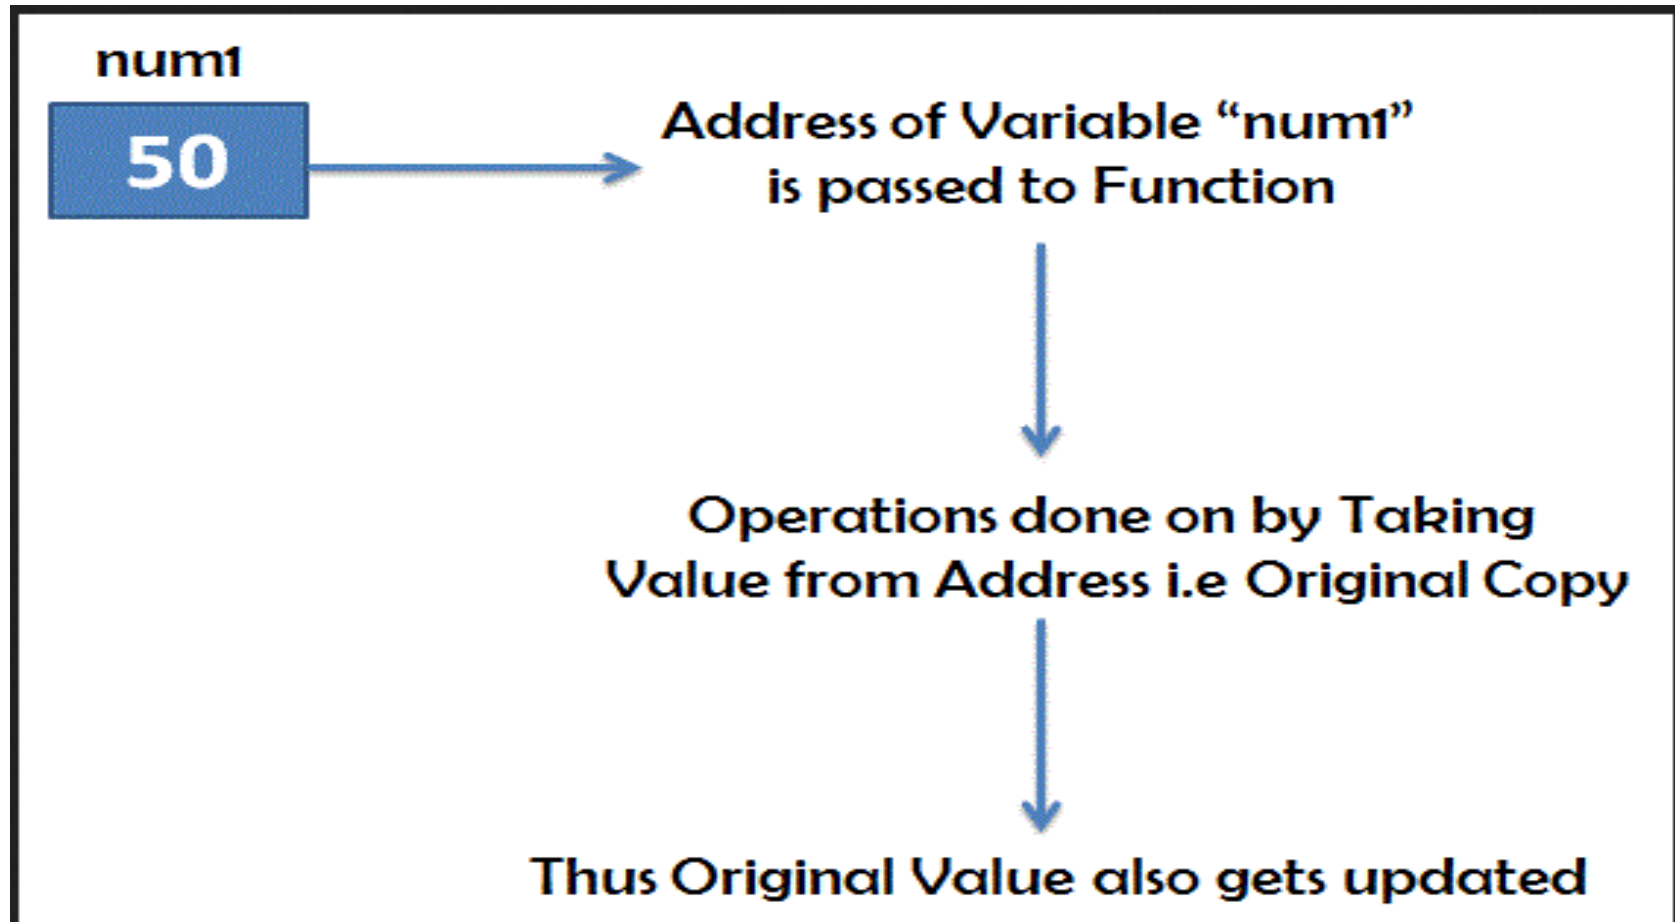 num1
50
Address of Variable “num1”
is passed to Function
Operations done on by Taking
Value from Address i.e Original Copy
Thus Original Value also gets updated